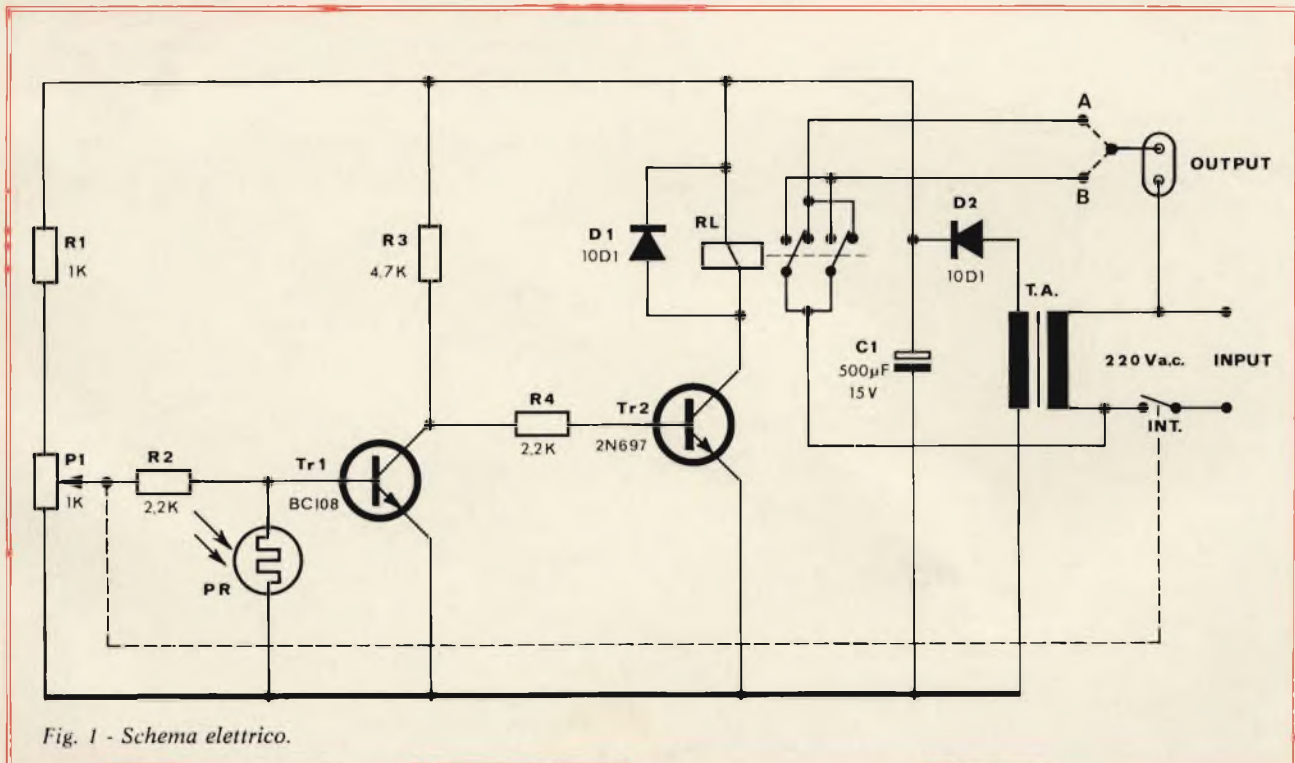 A
OUTPUT
B
R1
1K
R3
4,7K
D1
10D1
RL
D2
10D1
T.A.
C1
500µF
15V
220 Va.c.
INPUT
INT.
P1
1K
R2
2,2K
Tr1
BC108
R4
2,2K
Tr2
2N697
PR
Fig. 1 - Schema elettrico.